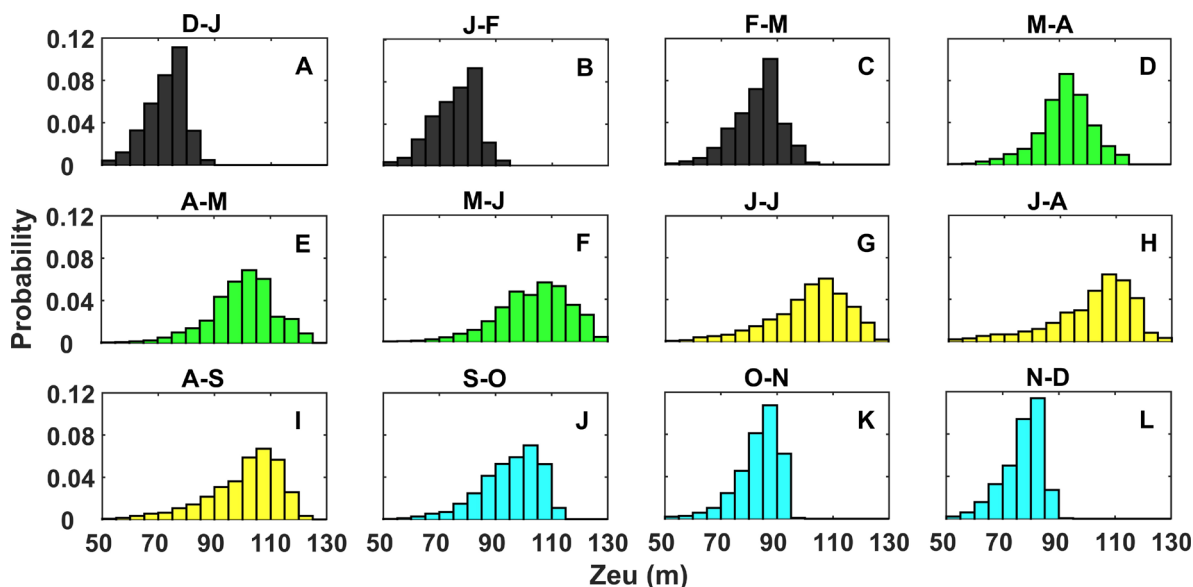 D-J J-F F-M M-A
0.12 A B C D
0.08
0.04
0
A-M M-J J-J J-A
0.12 E F G H
0.08
0.04
0
Probability
A-S S-O O-N N-D
0.12 I J K L
0.08
0.04
0
50 70 90 110 130 50 70 90 110 130 50 70 90 110 130 50 70 90 110 130
Zeu (m)